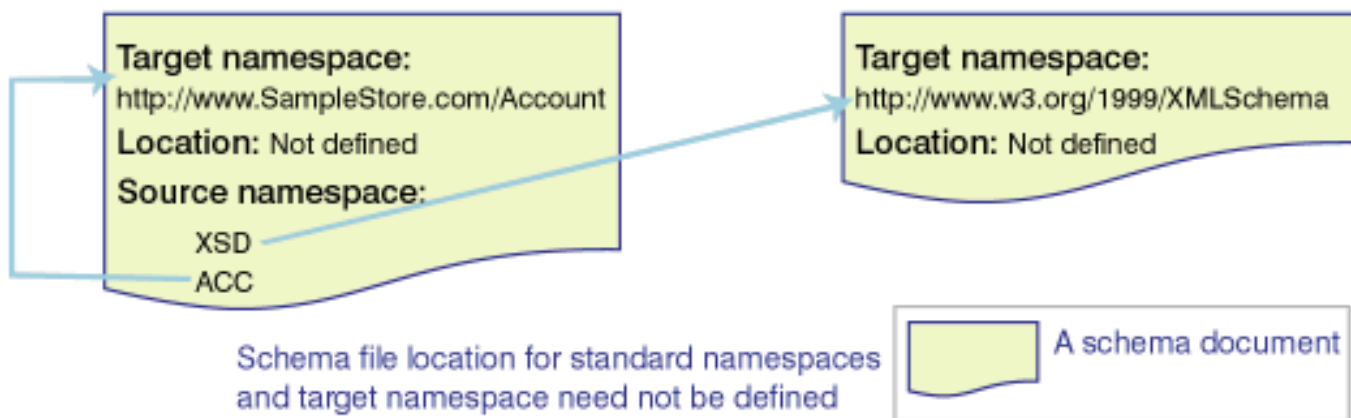 Target namespace:
http://www.SampleStore.com/Account
Location: Not defined
Source namespace:
XSD
ACC
Target namespace:
http://www.w3.org/1999/XMLSchema
Location: Not defined
Schema file location for standard namespaces
and target namespace need not be defined
A schema document